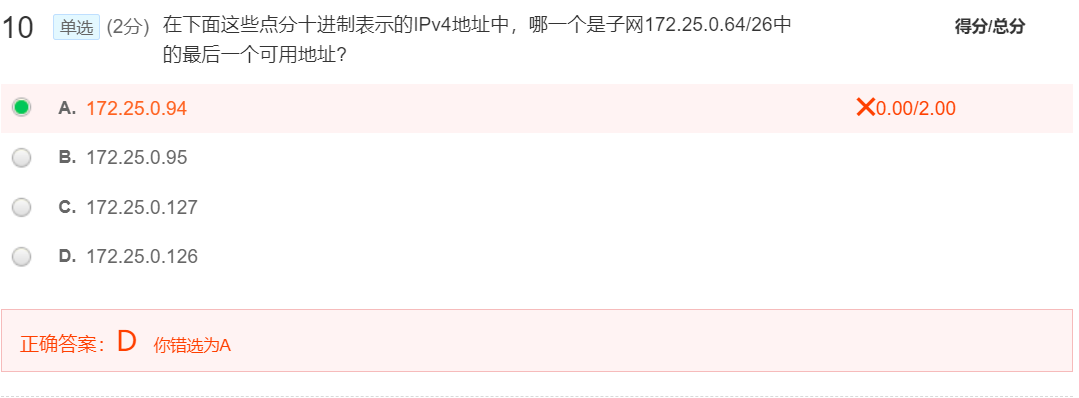 10 单选 (2分) 在下面这些点分十进制表示的IPv4地址中，哪一个是子网172.25.0.64/26中 得分/总分
的最后一个可用地址?
A. 172.25.0.94 ×0.00/2.00
B. 172.25.0.95
C. 172.25.0.127
D. 172.25.0.126
正确答案：D 你错选为A